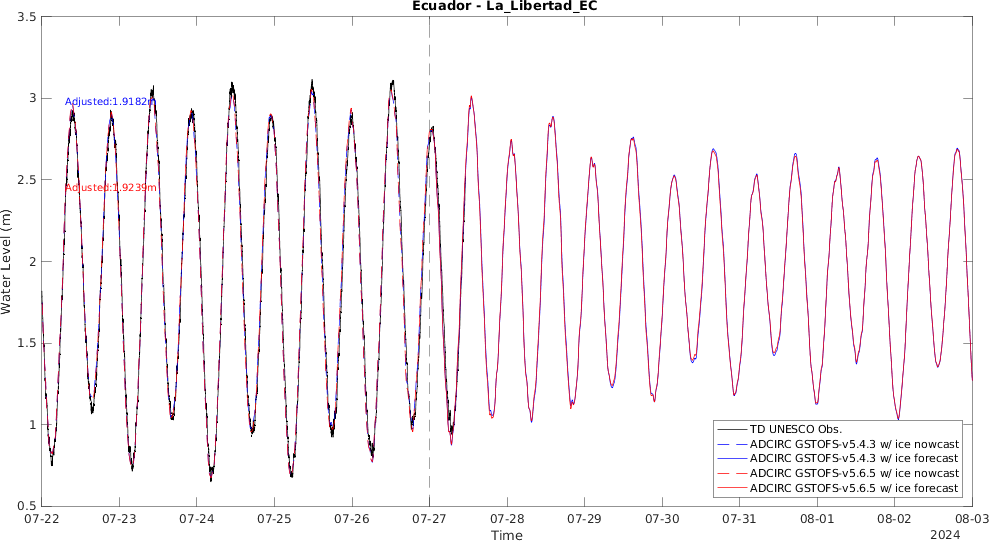 Ecuador - La_Libertad_EC
3.5
3
2.5
2
1.5
1
0.5
Water Level (m)
Adjusted:1.9182m
Adjusted:1.9239m
TD UNESCO Obs.
ADCIRC GSTOFS-v5.4.3 w/ ice nowcast
ADCIRC GSTOFS-v5.4.3 w/ ice forecast
ADCIRC GSTOFS-v5.6.5 w/ ice nowcast
ADCIRC GSTOFS-v5.6.5 w/ ice forecast
07-22 07-23 07-24 07-25 07-26 07-27 07-28 07-29 07-30 07-31 08-01 08-02 08-03
Time
2024